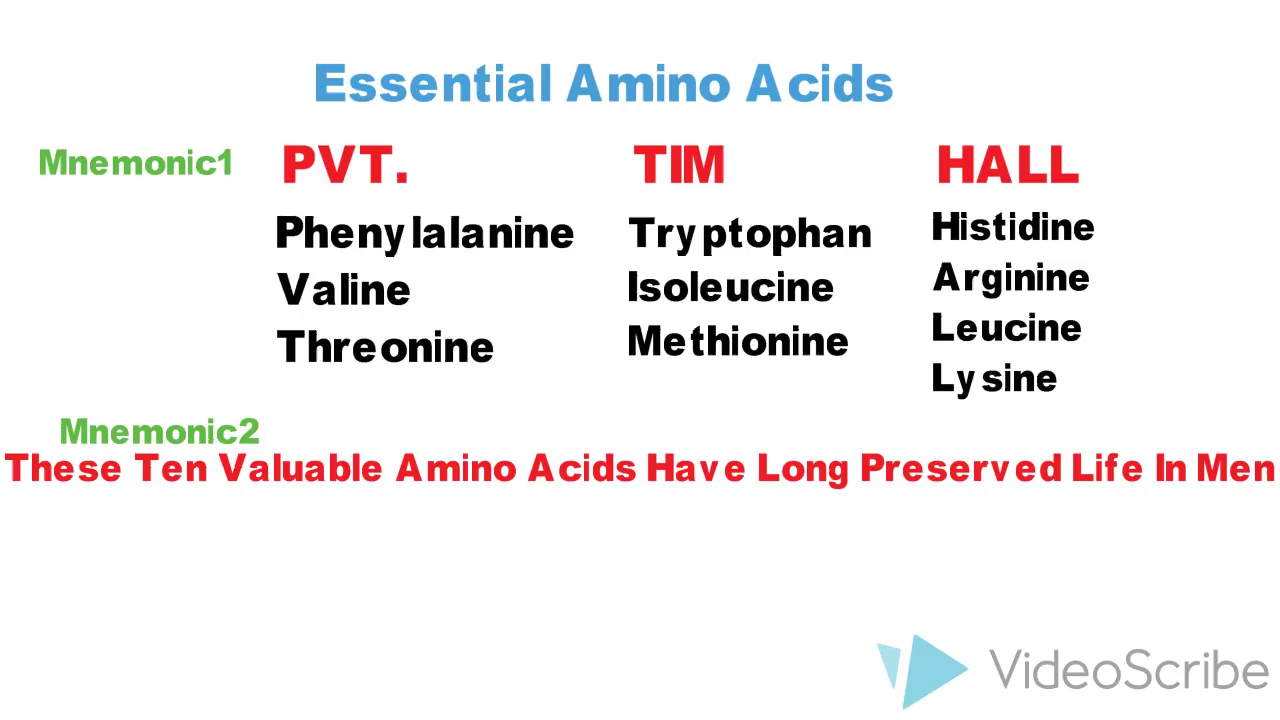 Essential Amino Acids
Mnemonic1
PVT. TIM HALL
Phenylalanine Tryptophan Histidine
Valine Isoleucine Arginine
Threonine Methionine Leucine
Lysine
Mnemonic2
These Ten Valuable Amino Acids Have Long Preserved Life In Men
VideoScribe